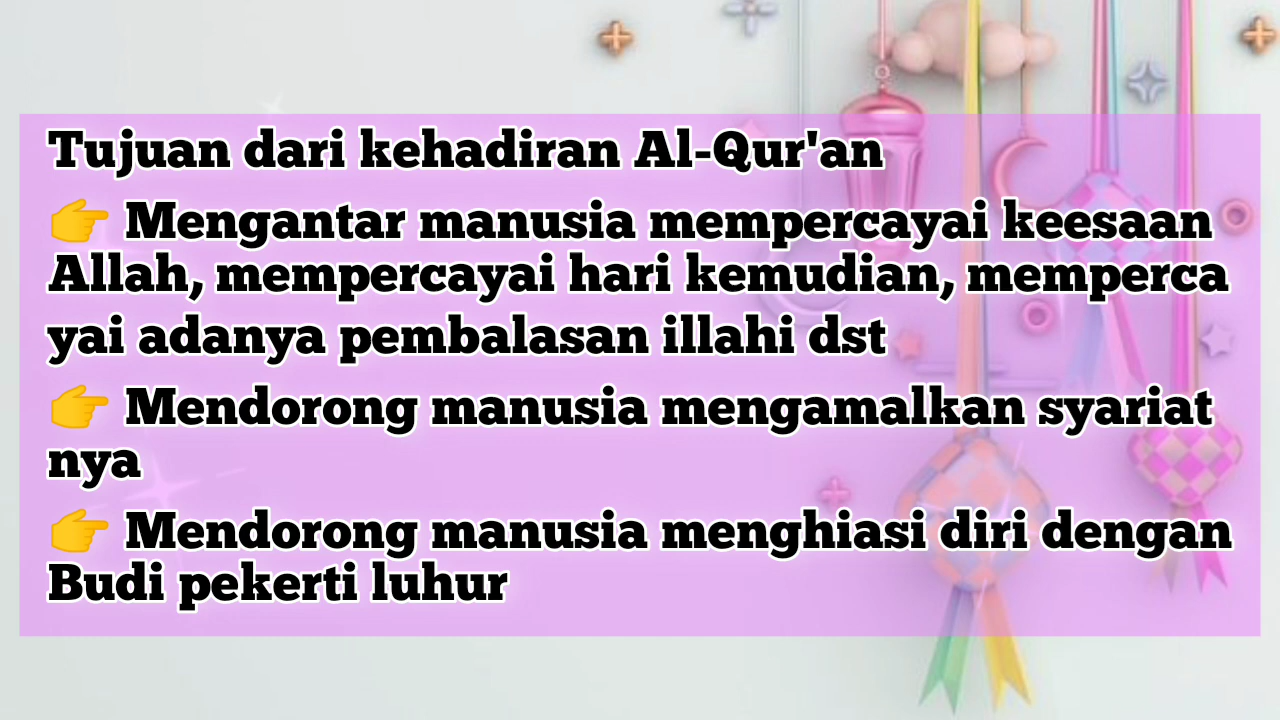 Tujuan dari kehadiran Al-Qur'an
👉 Mengantar manusia mempercayai keesaan
Allah, mempercayai hari kemudian, memperca
yai adanya pembalasan illahi dst
👉 Mendorong manusia mengamalkan syariat
nya
👉 Mendorong manusia menghiasi diri dengan
Budi pekerti luhur